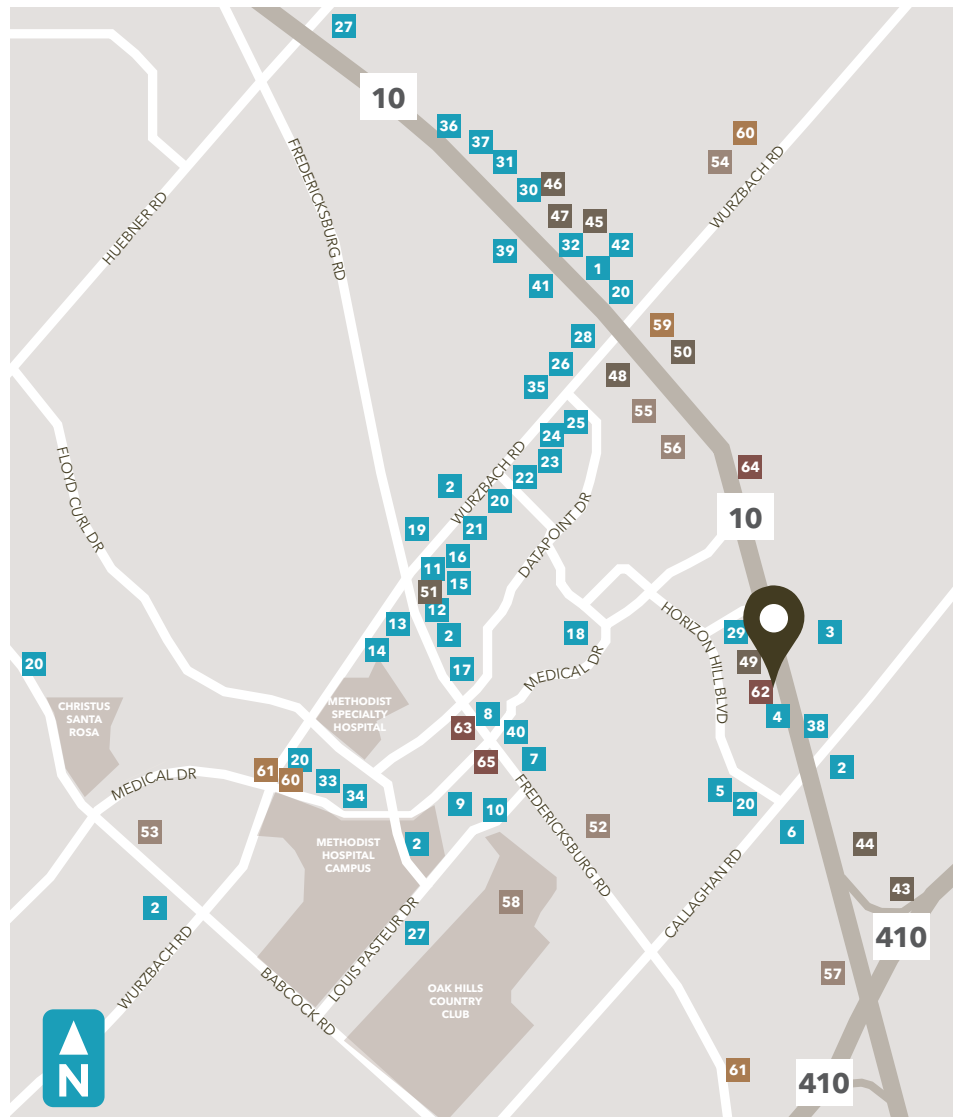 27
10
36
60
37
FREDERICKSBURG RD
31
54
WURZBACH RD
30
46
HUEBNER RD
47
45
39
32
42
1
41
20
59
28
50
26
48
35
55
25
24
56
FLOYD CURL DR
WURZBACH RD
23
64
22
2
20
10
19
21
DATAPOINT DR
16
11
15
51
12
13
2
18
HORIZON HILL BLVD
29
3
14
20
17
MEDICAL DR
49
62
CHRISTUS
SANTA
ROSA
METHODIST
SPECIALTY
HOSPITAL
8
4
63
40
38
20
7
65
61
60
2
MEDICAL DR
33
34
5
9
10
20
FREDERICKSBURG RD
53
52
6
METHODIST
HOSPITAL
CAMPUS
2
44
CALLAGHAN RD
43
2
58
LOUIS PASTEUR DR
27
410
WURZBACH RD
57
BABCOCK RD
OAK HILLS
COUNTRY
CLUB
N
61
410